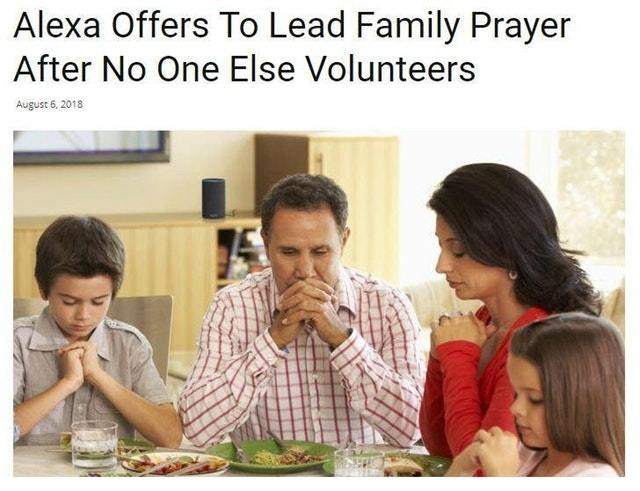 Alexa Offers To Lead Family Prayer
After No One Else Volunteers
August 6, 2018